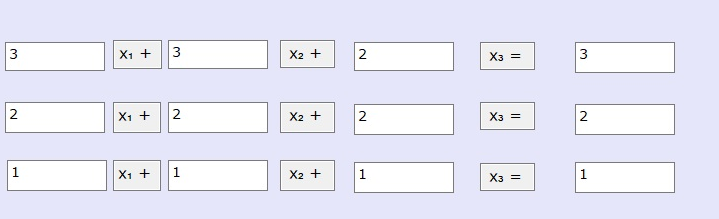 3 x₁ + 3 x₂ + 2 x₃ = 3
2 x₁ + 2 x₂ + 2 x₃ = 2
1 x₁ + 1 x₂ + 1 x₃ = 1